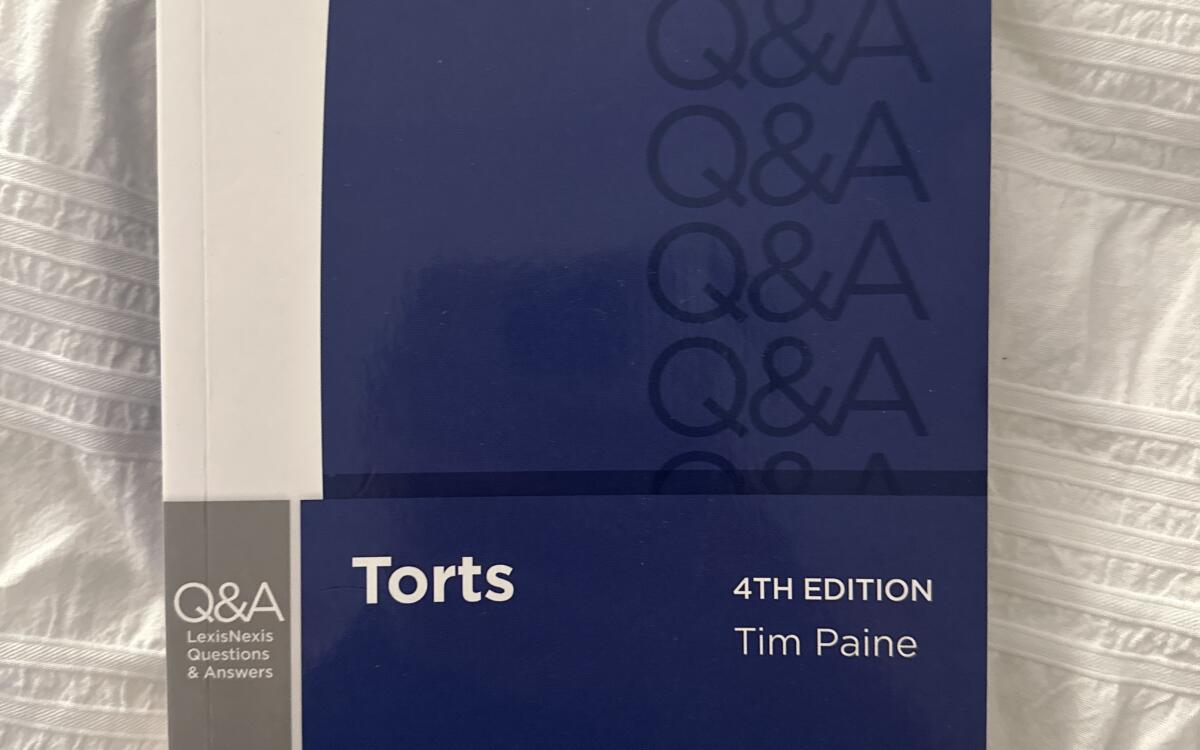 Q&A
Q&A
Q&A
Q&A
Q&A
Torts
4TH EDITION
Tim Paine
Q&A
LexisNexis
Questions
& Answers